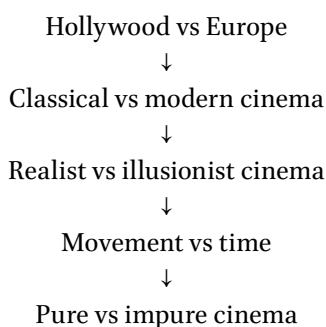 Hollywood vs Europe
↓
Classical vs modern cinema
↓
Realist vs illusionist cinema
↓
Movement vs time
↓
Pure vs impure cinema